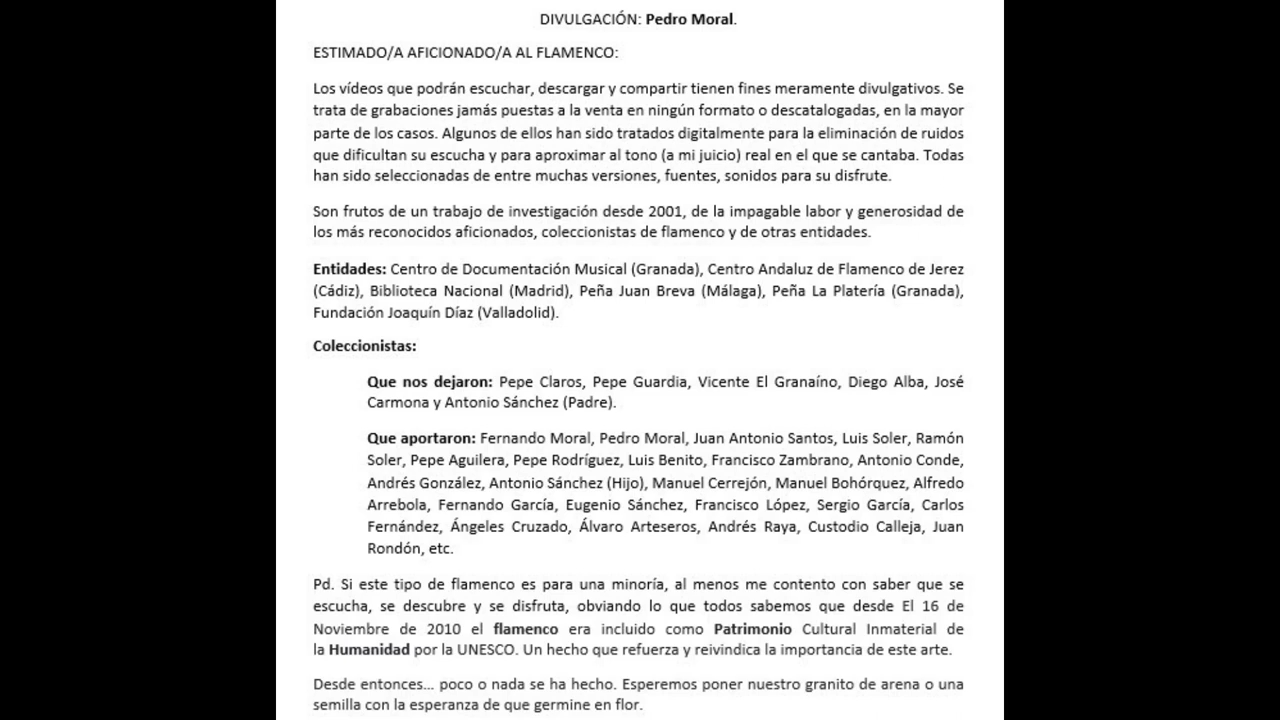 DIVULGACIÓN: Pedro Moral.
ESTIMADO/A AFICIONADO/A AL FLAMENCO:
Los vídeos que podrán escuchar, descargar y compartir tienen fines meramente divulgativos. Se
trata de grabaciones jamás puestas a la venta en ningún formato o descatalogadas, en la mayor
parte de los casos. Algunos de ellos han sido tratados digitalmente para la eliminación de ruidos
que dificultan su escucha y para aproximar al tono (a mi juicio) real en el que se cantaba. Todas
han sido seleccionadas de entre muchas versiones, fuentes, sonidos para su disfrute.
Son frutos de un trabajo de investigación desde 2001, de la impagable labor y generosidad de
los más reconocidos aficionados, coleccionistas de flamenco y de otras entidades.
Entidades: Centro de Documentación Musical (Granada), Centro Andaluz de Flamenco de Jerez
(Cádiz), Biblioteca Nacional (Madrid), Peña Juan Breva (Málaga), Peña La Platería (Granada),
Fundación Joaquín Díaz (Valladolid).
Coleccionistas:
Que nos dejaron: Pepe Claros, Pepe Guardia, Vicente El Granaíno, Diego Alba, José
Carmona y Antonio Sánchez (Padre).
Que aportaron: Fernando Moral, Pedro Moral, Juan Antonio Santos, Luis Soler, Ramón
Soler, Pepe Aguilera, Pepe Rodríguez, Luis Benito, Francisco Zambrano, Antonio Conde,
Andrés González, Antonio Sánchez (Hijo), Manuel Cerrejón, Manuel Bohórquez, Alfredo
Arrebola, Fernando García, Eugenio Sánchez, Francisco López, Sergio García, Carlos
Fernández, Ángeles Cruzado, Álvaro Arteseros, Andrés Raya, Custodio Calleja, Juan
Rondón, etc.
Pd. Si este tipo de flamenco es para una minoría, al menos me contento con saber que se
escucha, se descubre y se disfruta, obviando lo que todos sabemos que desde El 16 de
Noviembre de 2010 el flamenco era incluido como Patrimonio Cultural Inmaterial de
la Humanidad por la UNESCO. Un hecho que refuerza y reivindica la importancia de este arte.
Desde entonces... poco o nada se ha hecho. Esperemos poner nuestro granito de arena o una
semilla con la esperanza de que germine en flor.